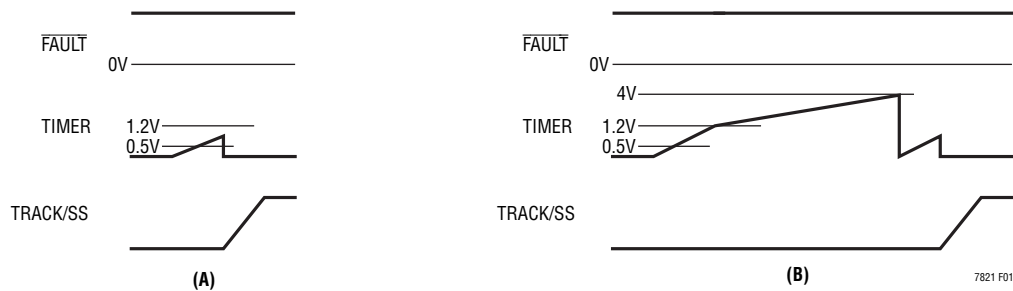 FAULT
0V
TIMER
1.2V
0.5V
TRACK/SS
(A)
FAULT
0V
4V
TIMER
1.2V
0.5V
TRACK/SS
(B)
7821 F01